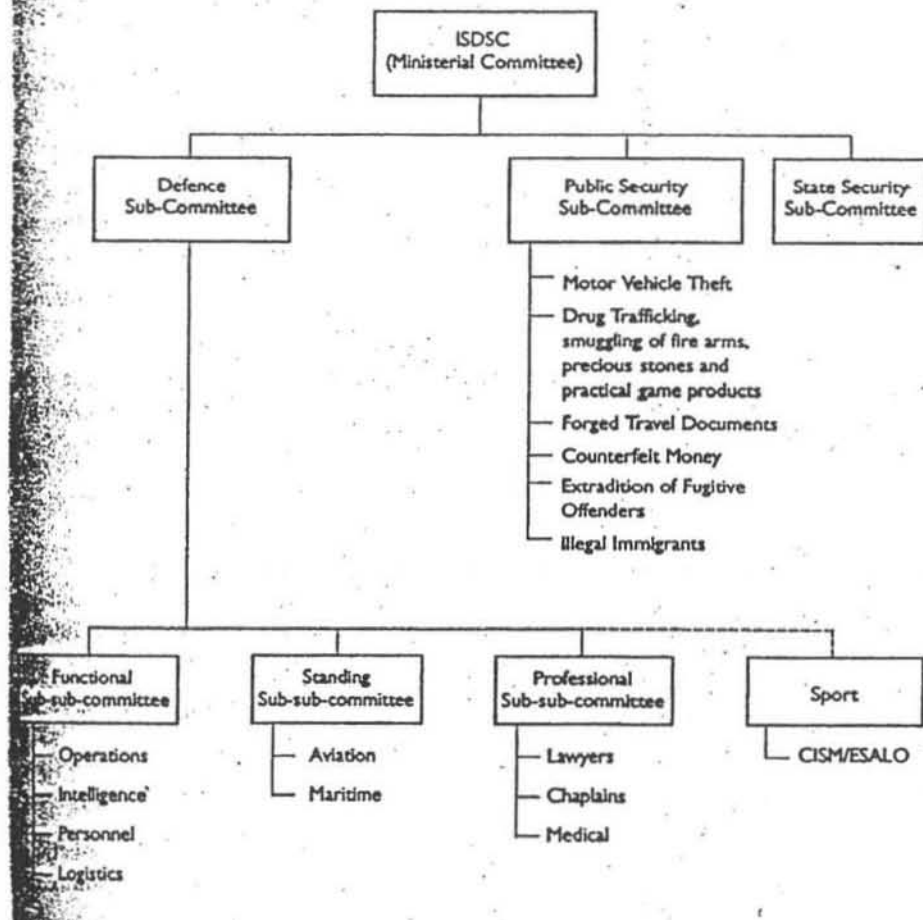 ISDSC
(Ministerial Committee)
Defence
Sub-Committee
Public Security
Sub-Committee
State Security
Sub-Committee
Motor Vehicle Theft
Drug Trafficking,
smuggling of fire arms,
precious stones and
practical game products
Forged Travel Documents
Counterfeit Money
Extradition of Fugitive
Offenders
Illegal Immigrants
Functional
Sub-sub-committee
Standing
Sub-sub-committee
Professional
Sub-sub-committee
Sport
Operations
Intelligence
Personnel
Logistics
Aviation
Maritime
Lawyers
Chaplains
Medical
CISM/ESALO